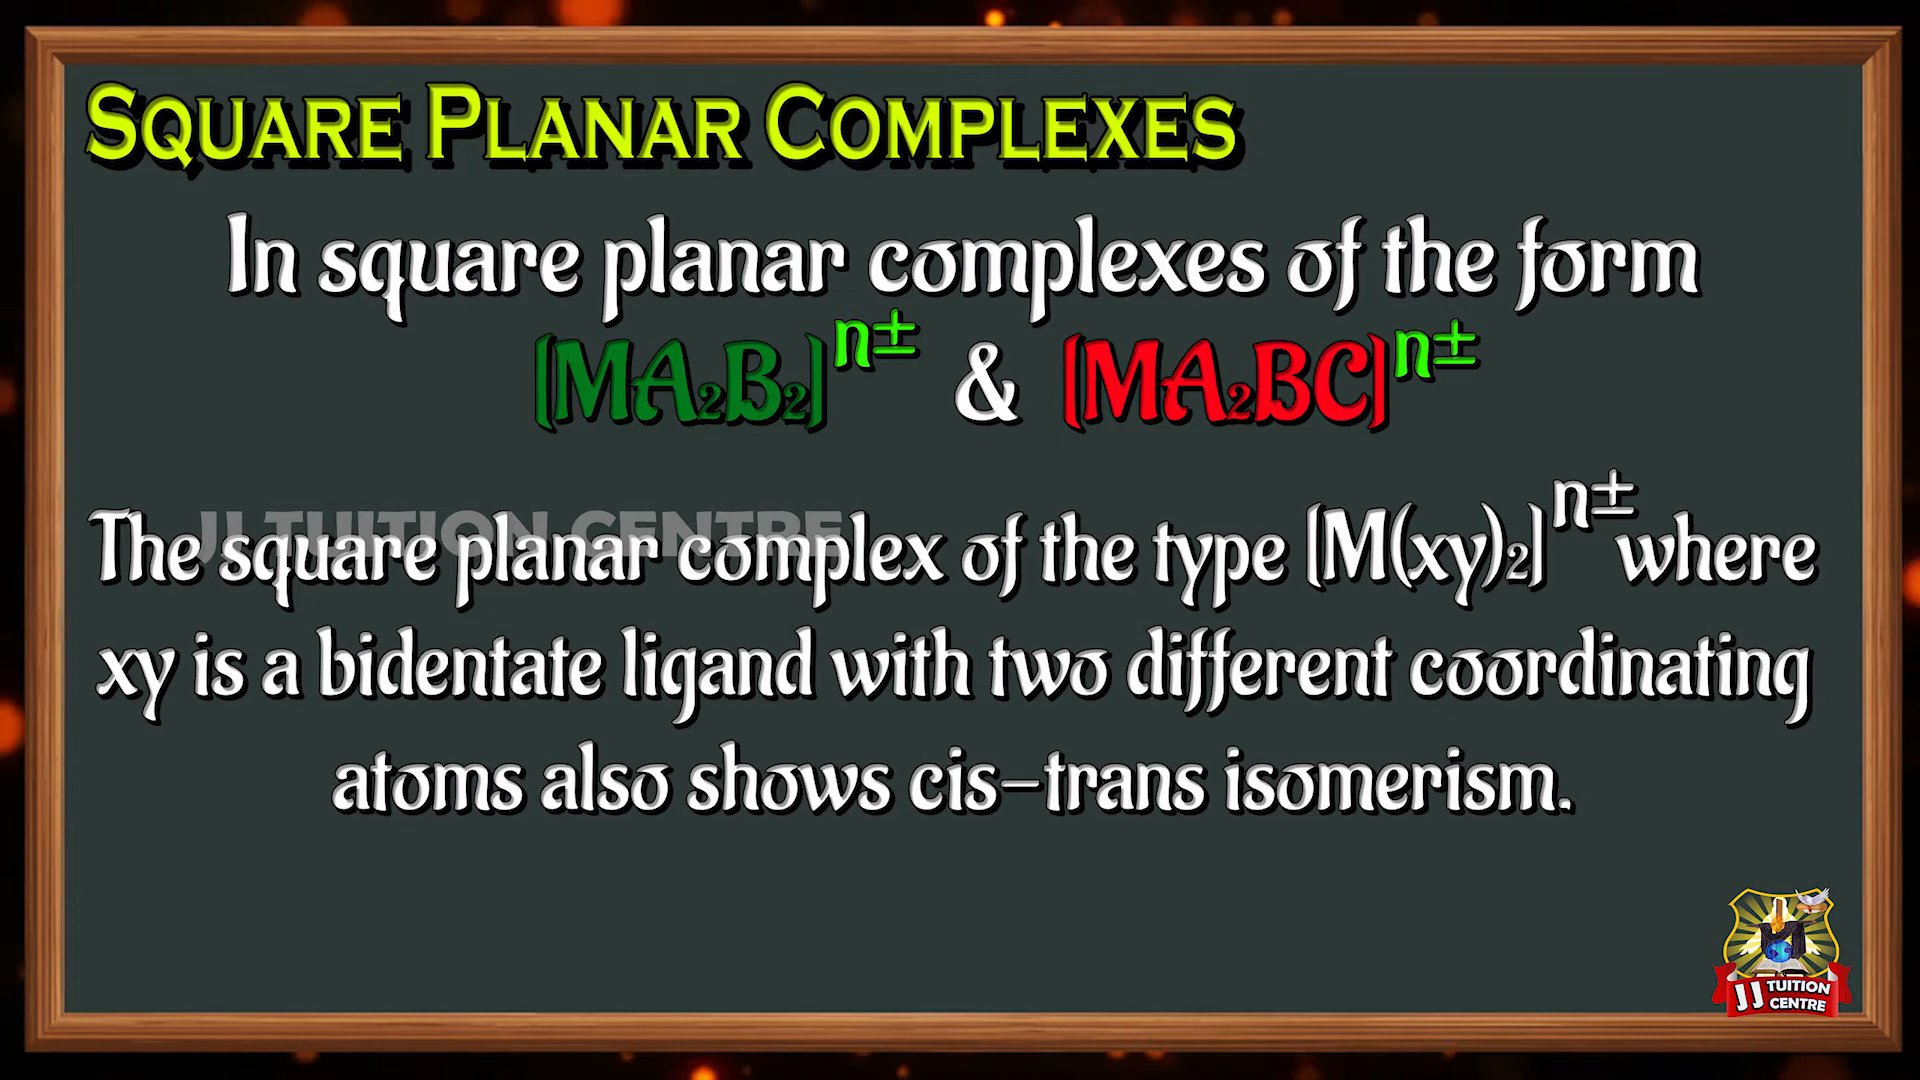 SQUARE PLANAR COMPLEXES
In square planar complexes of the form
[MA₂B₂]ⁿ± & [MA₂BC]ⁿ±
JJ TUITION CENTRE
The square planar complex of the type [M(xy)₂]ⁿ± where
xy is a bidentate ligand with two different coordinating
atoms also shows cis–trans isomerism.
JJ TUITION
CENTRE